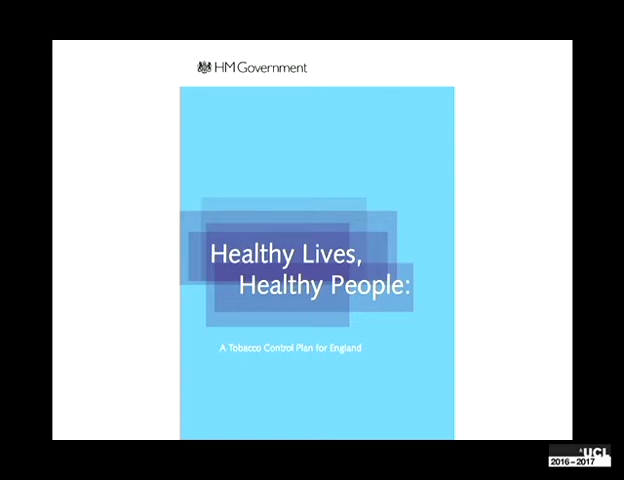 HM Government
Healthy Lives,
Healthy People:
A Tobacco Control Plan for England
UCL
2016–2017